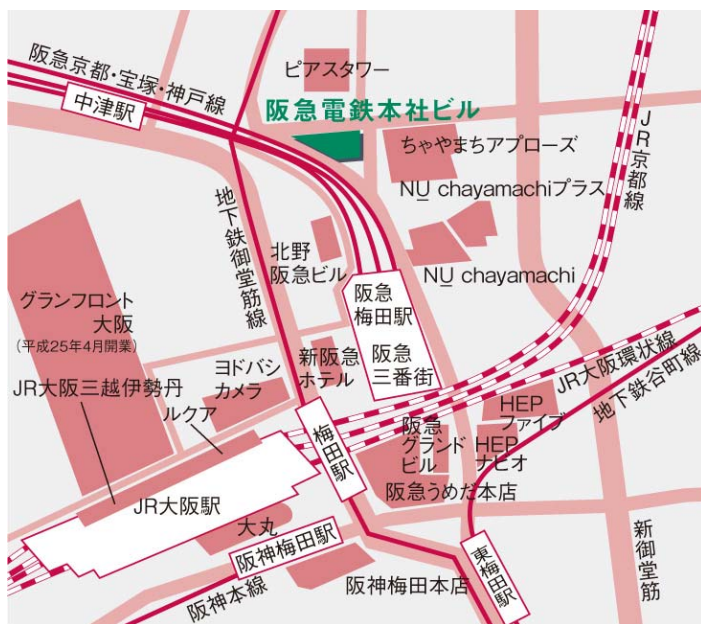 阪急京都・宝塚・神戸線
中津駅
ピアスタワー
阪急電鉄本社ビル
ちゃやまちアプローズ
NU chayamachiプラス
NU chayamachi
JR京都線
地下鉄御堂筋線
北野
阪急ビル
阪急
梅田駅
阪急
三番街
グランフロント
大阪
(平成25年4月開業)
新阪急
ホテル
ヨドバシ
カメラ
JR大阪三越伊勢丹
ルクア
JR大阪環状線
地下鉄谷町線
HEP
ファイブ
HEP
ナビオ
阪急
グランド
ビル
阪急うめだ本店
梅田駅
JR大阪駅
大丸
阪神梅田駅
阪神本線
阪神梅田本店
東梅田駅
新御堂筋